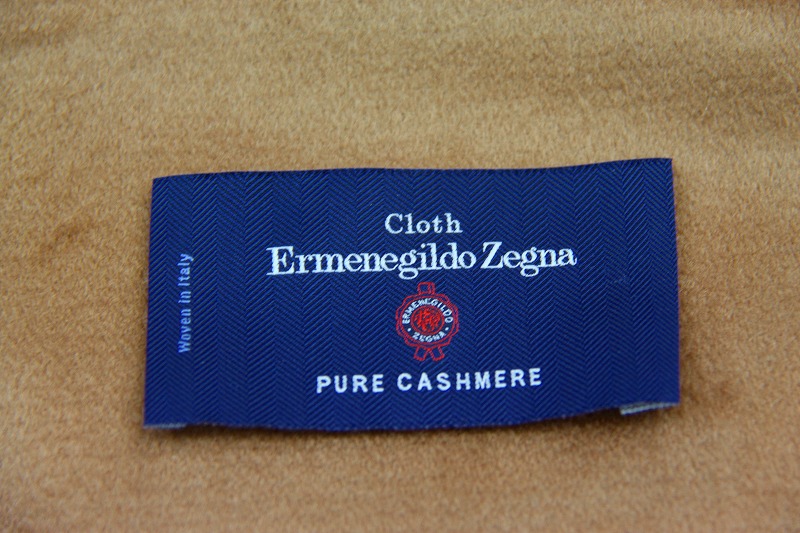 Cloth
Ermenegildo Zegna
ERMENEGILDO
ZEGNA
PURE CASHMERE
Woven in Italy